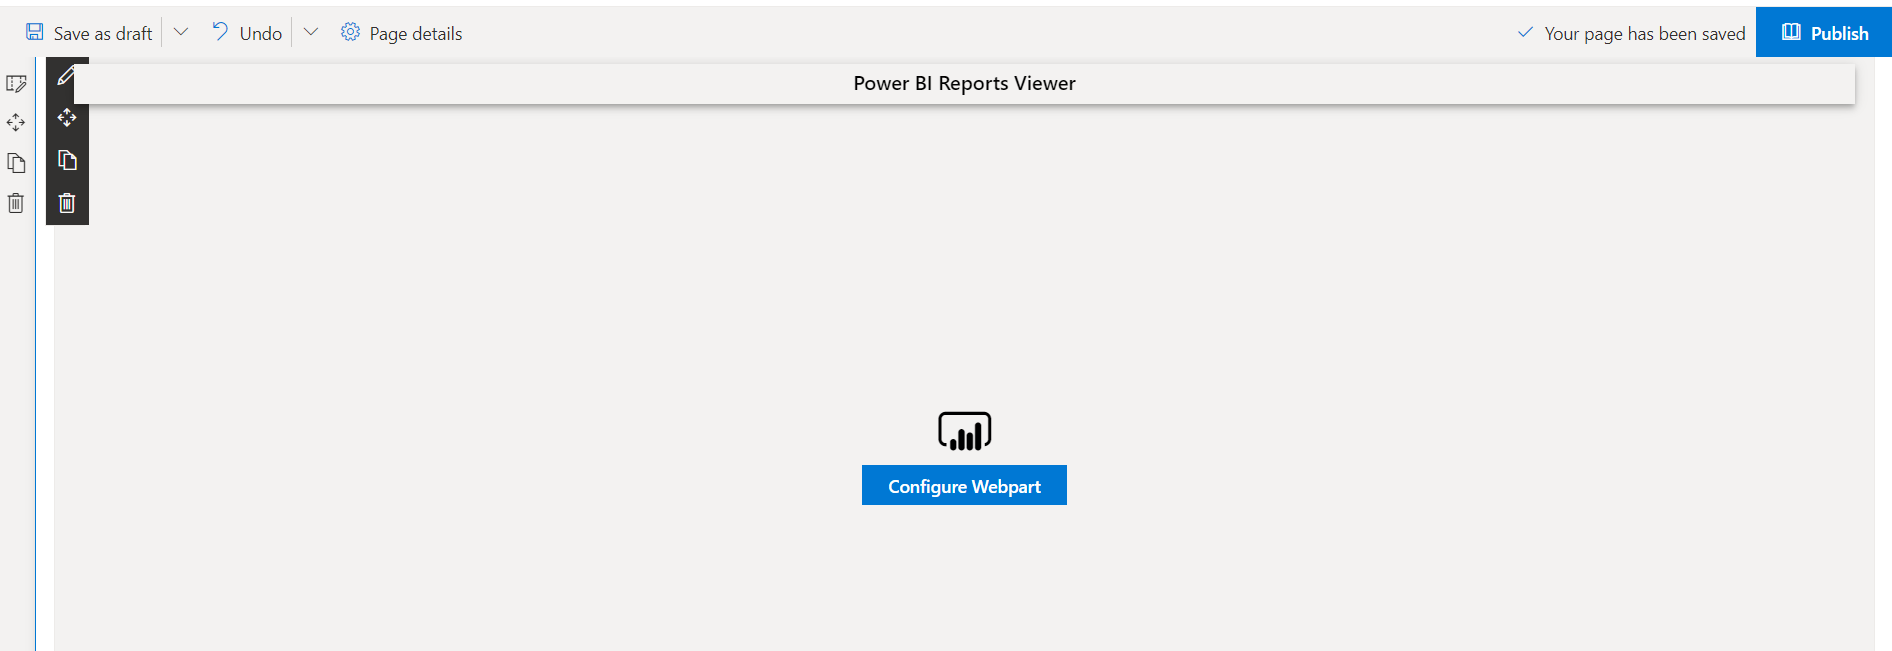 Save as draft
Undo
Page details
Your page has been saved
Publish
Power BI Reports Viewer
Configure Webpart